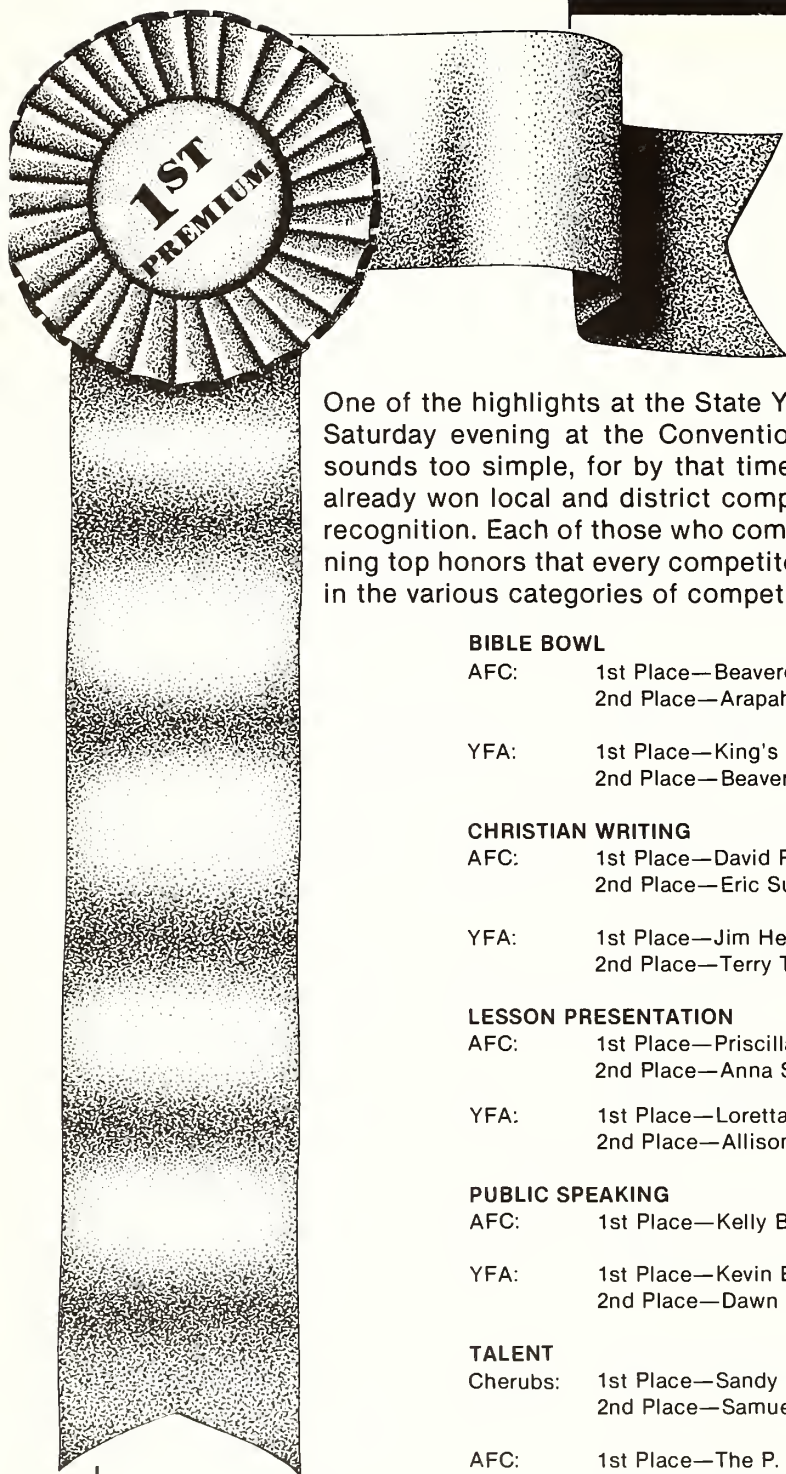 1ST
PREMIUM
One of the highlights at the State Y
Saturday evening at the Conventio
sounds too simple, for by that time
already won local and district comp
recognition. Each of those who com
ning top honors that every competito
in the various categories of compet
BIBLE BOWL
AFC: 1st Place—Beaver
2nd Place—Arapah
YFA: 1st Place—King's
2nd Place—Beaver
CHRISTIAN WRITING
AFC: 1st Place—David
2nd Place—Eric Su
YFA: 1st Place—Jim He
2nd Place—Terry T
LESSON PRESENTATION
AFC: 1st Place—Priscilla
2nd Place—Anna S
YFA: 1st Place—Loretta
2nd Place—Allison
PUBLIC SPEAKING
AFC: 1st Place—Kelly B
YFA: 1st Place—Kevin
2nd Place—Dawn
TALENT
Cherubs: 1st Place—Sandy
2nd Place—Samue
AFC: 1st Place—The P.